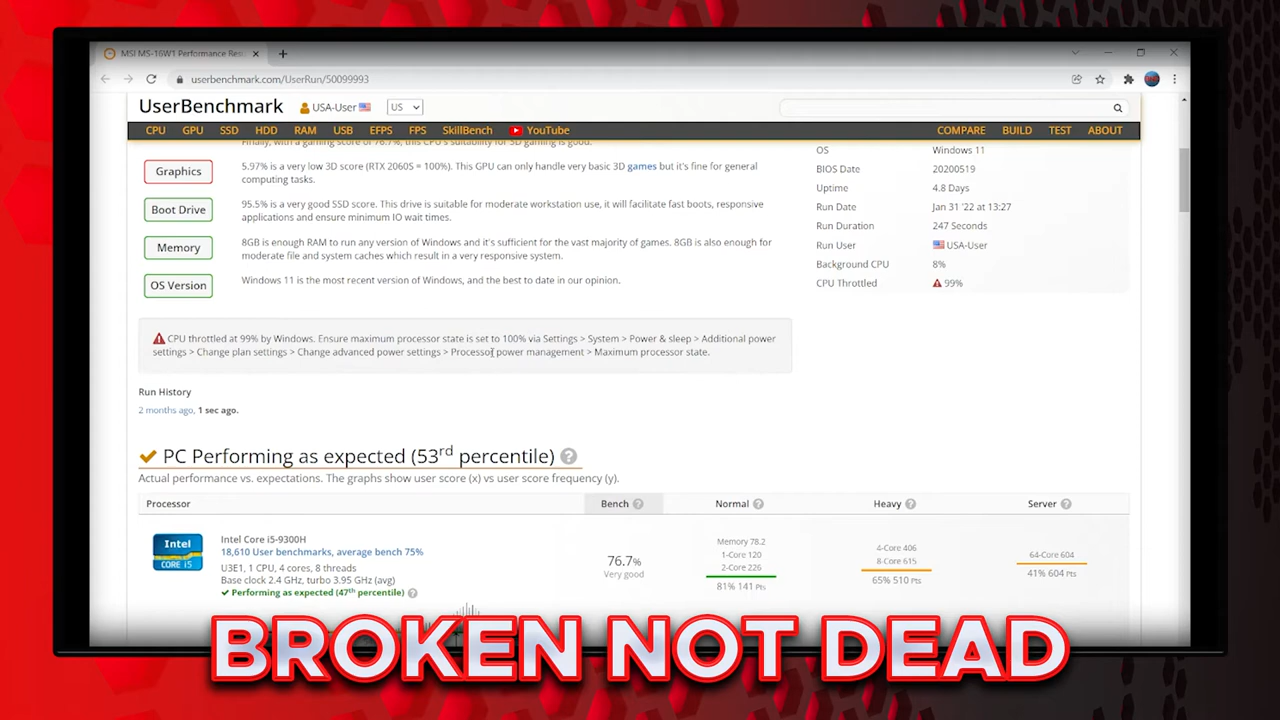 MSI MS-16W1 Performance Res
userbenchmark.com/UserRun/50099993
UserBenchmark
USA-User
US
CPU GPU SSD HDD RAM USB EFPS FPS SkillBench YouTube COMPARE BUILD TEST ABOUT
Finally, with a gaming score of 76.7%, this CPU's suitability for 3D gaming is good.
Graphics
5.97% is a very low 3D score (RTX 2060S = 100%). This GPU can only handle very basic 3D games but it's fine for general
computing tasks.
Boot Drive
95.5% is a very good SSD score. This drive is suitable for moderate workstation use, it will facilitate fast boots, responsive
applications and ensure minimum IO wait times.
Memory
8GB is enough RAM to run any version of Windows and it's sufficient for the vast majority of games. 8GB is also enough for
moderate file and system caches which result in a very responsive system.
OS Version
Windows 11 is the most recent version of Windows, and the best to date in our opinion.
OS Windows 11
BIOS Date 20200519
Uptime 4.8 Days
Run Date Jan 31 '22 at 13:27
Run Duration 247 Seconds
Run User USA-User
Background CPU 8%
CPU Throttled 99%
CPU throttled at 99% by Windows. Ensure maximum processor state is set to 100% via Settings > System > Power & sleep > Additional power
settings > Change plan settings > Change advanced power settings > Processor power management > Maximum processor state.
Run History
2 months ago, 1 sec ago.
PC Performing as expected (53rd percentile) ?
Actual performance vs. expectations. The graphs show user score (x) vs user score frequency (y).
Processor Bench ? Normal ? Heavy ? Server ?
intel
CORE i5
Intel Core i5-9300H
18,610 User benchmarks, average bench 75%
U3E1, 1 CPU, 4 cores, 8 threads
Base clock 2.4 GHz, turbo 3.95 GHz (avg)
Performing as expected (47th percentile) ?
76.7%
Very good
Memory 78.2
1-Core 120
2-Core 226
81% 141 Pts
4-Core 406
8-Core 615
65% 510 Pts
64-Core 604
41% 604 Pts
BROKEN NOT DEAD